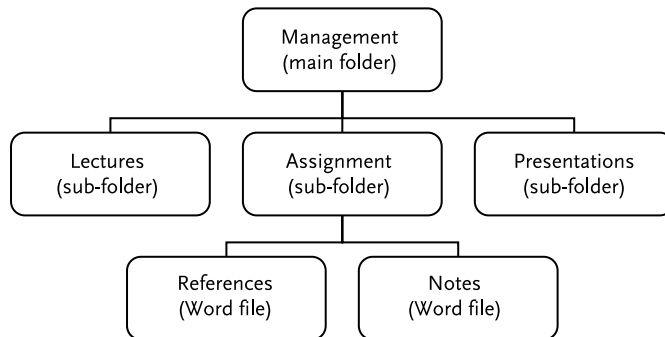 Management
(main folder)
Lectures
(sub-folder)
Assignment
(sub-folder)
Presentations
(sub-folder)
References
(Word file)
Notes
(Word file)